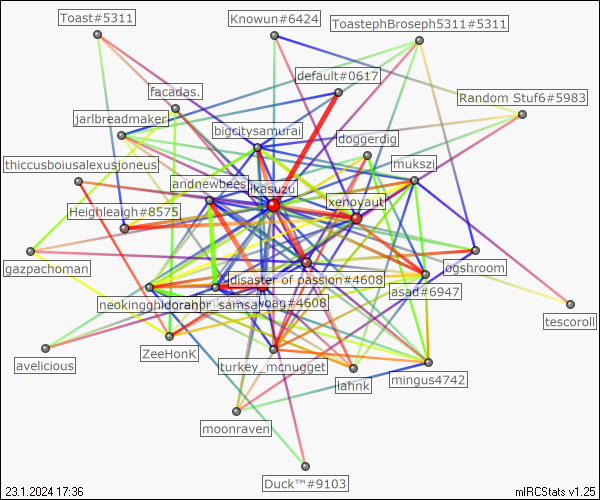 Toast#5311
Knowun#6424
ToastephBroseph5311#5311
default#0617
facadas.
Random Stuf6#5983
jarlbreadmaker
bigcitysamurai
doggerdig
thiccusboiusalexusjoneus
mukszi
andnewbees
ikasuzu
xenoyaut
Heighleaigh#8575
gazpachoman
disaster of passion#4608
ogshroom
asad#6947
neokingghidorah
voag#4608
tescoroll
ZeeHonK
avelicious
turkey_mcnugget
lahnk
mingus4742
moonraven
Duck™#9103
23.1.2024 17:36
mIRCStats v1.25